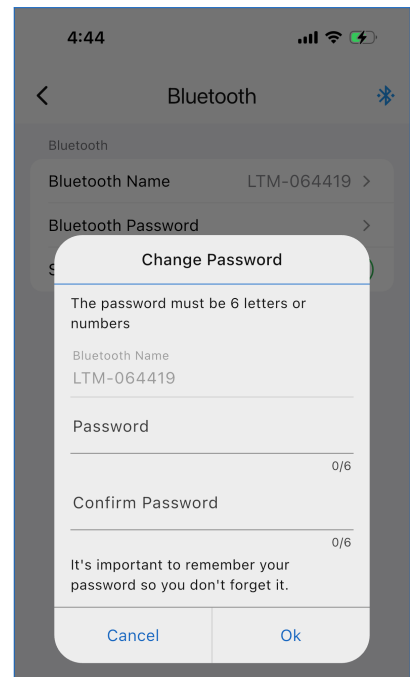 4:44
Bluetooth
Bluetooth
Bluetooth Name LTM-064419
Bluetooth Password
S
Change Password
The password must be 6 letters or
numbers
Bluetooth Name
LTM-064419
Password
0/6
Confirm Password
0/6
It's important to remember your
password so you don't forget it.
Cancel Ok